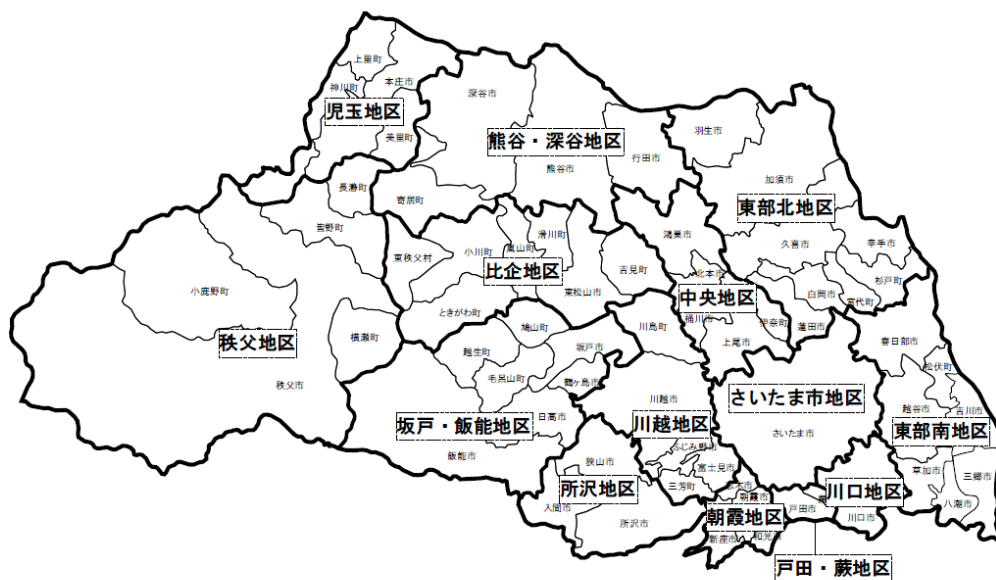 上里町
本庄市
神川町
児玉地区
美里町
深谷市
熊谷・深谷地区
熊谷市
行田市
羽生市
加須市
東部北地区
長瀞町
寄居町
皆野町
小鹿野町
秩父地区
横瀬町
秩父市
東秩父村
小川町
嵐山町
滑川町
比企地区
吉見町
東松山市
ときがわ町
鳩山町
鴻巣市
北本市
中央地区
桶川市
伊奈町
上尾市
久喜市
幸手市
杉戸町
白岡市
宮代町
蓮田市
川島町
越生町
坂戸市
毛呂山町
鶴ヶ島市
坂戸・飯能地区
日高市
飯能市
川越市
川越地区
ふじみ野市
富士見市
三芳町
さいたま市地区
さいたま市
春日部市
松伏町
越谷市
吉川市
東部南地区
草加市
三郷市
八潮市
狭山市
所沢地区
入間市
所沢市
志木市
朝霞市
朝霞地区
新座市
和光市
戸田市
川口地区
川口市
戸田・蕨地区